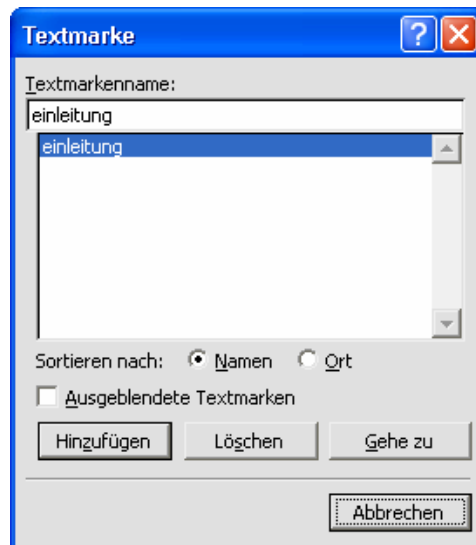 Textmarke
Textmarkenname:
einleitung
einleitung
Sortieren nach: Namen Ort
Ausgeblendete Textmarken
Hinzufügen Löschen Gehe zu
Abbrechen